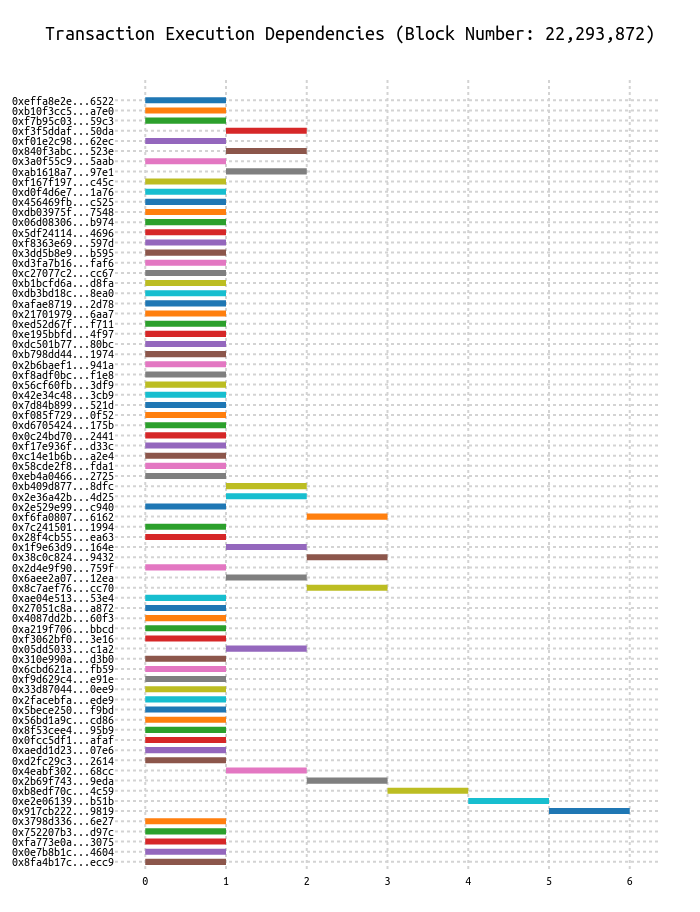 Transaction Execution Dependencies (Block Number: 22,293,872)
0xeffa8e2e...6522
0xb10f3cc5...a7e0
0xf7b95c03...59c3
0xf3f5ddaf...50da
0xf01e2c98...62ec
0x840f3abc...523e
0x3a0f55c9...5aab
0xab1618a7...97e1
0xf167f197...c45c
0xd0f4d6e7...1a76
0x456469fb...c525
0xdb03975f...7548
0x06d08306...b974
0x5df24114...4696
0xf8363e69...597d
0x3dd5b8e9...b595
0xd3fa7b16...faf6
0xc27077c2...cc67
0xb1bcfd6a...d8fa
0xdb3bd18c...8ea0
0xafae8719...2d78
0x21701979...6aa7
0xed52d67f...f711
0xe195bbfd...4f97
0xdc501b77...80bc
0xb798dd44...1974
0x2b6baef1...941a
0xf8adf0bc...f1e8
0x56cf60fb...3df9
0x42e34c48...3cb9
0x7d84b899...521d
0xf085f729...0f52
0xd6705424...175b
0x0c24bd70...2441
0xf17e936f...d33c
0xc14e1b6b...a2e4
0x58cde2f8...fda1
0xeb4a0466...2725
0xb409d877...8dfc
0x2e36a42b...4d25
0x2e529e99...c940
0xf6fa0807...6162
0x7c241501...1994
0x28f4cb55...ea63
0x1f9e63d9...164e
0x38c0c824...9432
0x2d4e9f90...759f
0x6aee2a07...12ea
0x8c7aef76...cc70
0xae04e513...53e4
0x27051c8a...a872
0x4087dd2b...60f3
0xa219f706...bbcd
0xf3062bf0...3e16
0x05dd5033...c1a2
0x310e990a...d3b0
0x6cbd621a...fb59
0xf9d629c4...e91e
0x33d87044...0ee9
0x2facebfa...ede9
0x5bece250...f9bd
0x56bd1a9c...cd86
0x8f53cee4...95b9
0x0fcc5df1...afaf
0xaedd1d23...07e6
0xd2fc29c3...2614
0x4eabf302...68cc
0x2b69f743...9eda
0xb8edf70c...4c59
0xe2e06139...b51b
0x917cb222...9819
0x3798d336...6e27
0x752207b3...d97c
0xfa773e0a...3075
0x0e7b8b1c...4604
0x8fa4b17c...ecc9
0 1 2 3 4 5 6